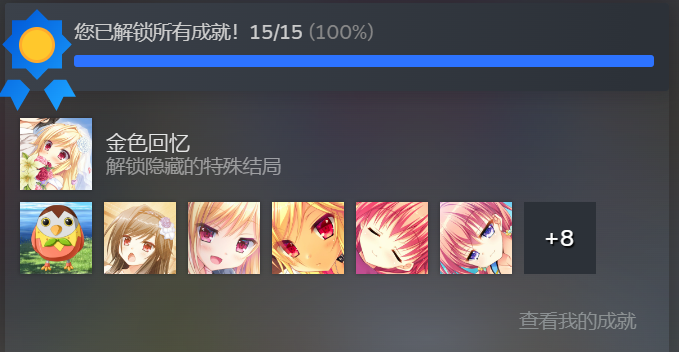 您已解锁所有成就！15/15 (100%)
金色回忆
解锁隐藏的特殊结局
+8
查看我的成就